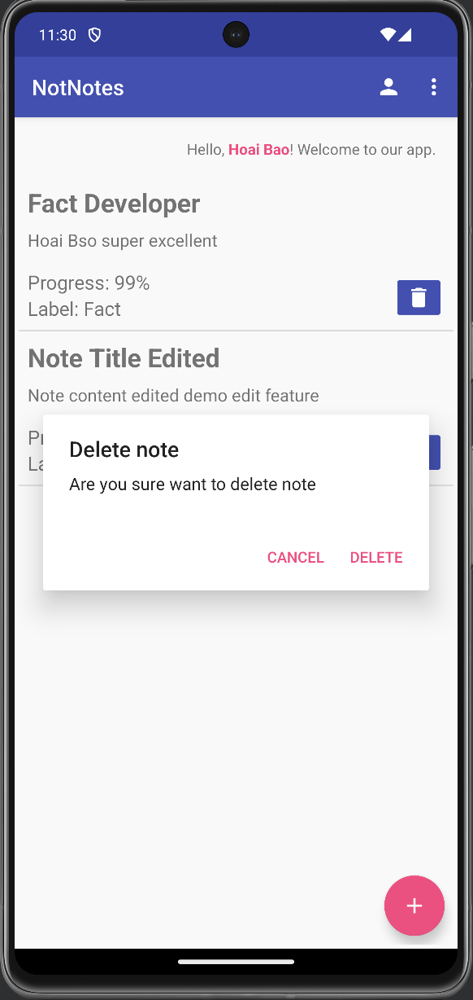 11:30
NotNotes
Hello, Hoai Bao! Welcome to our app.
Fact Developer
Hoai Bso super excellent
Progress: 99%
Label: Fact
Note Title Edited
Note content edited demo edit feature
Delete note
Are you sure want to delete note
CANCEL DELETE